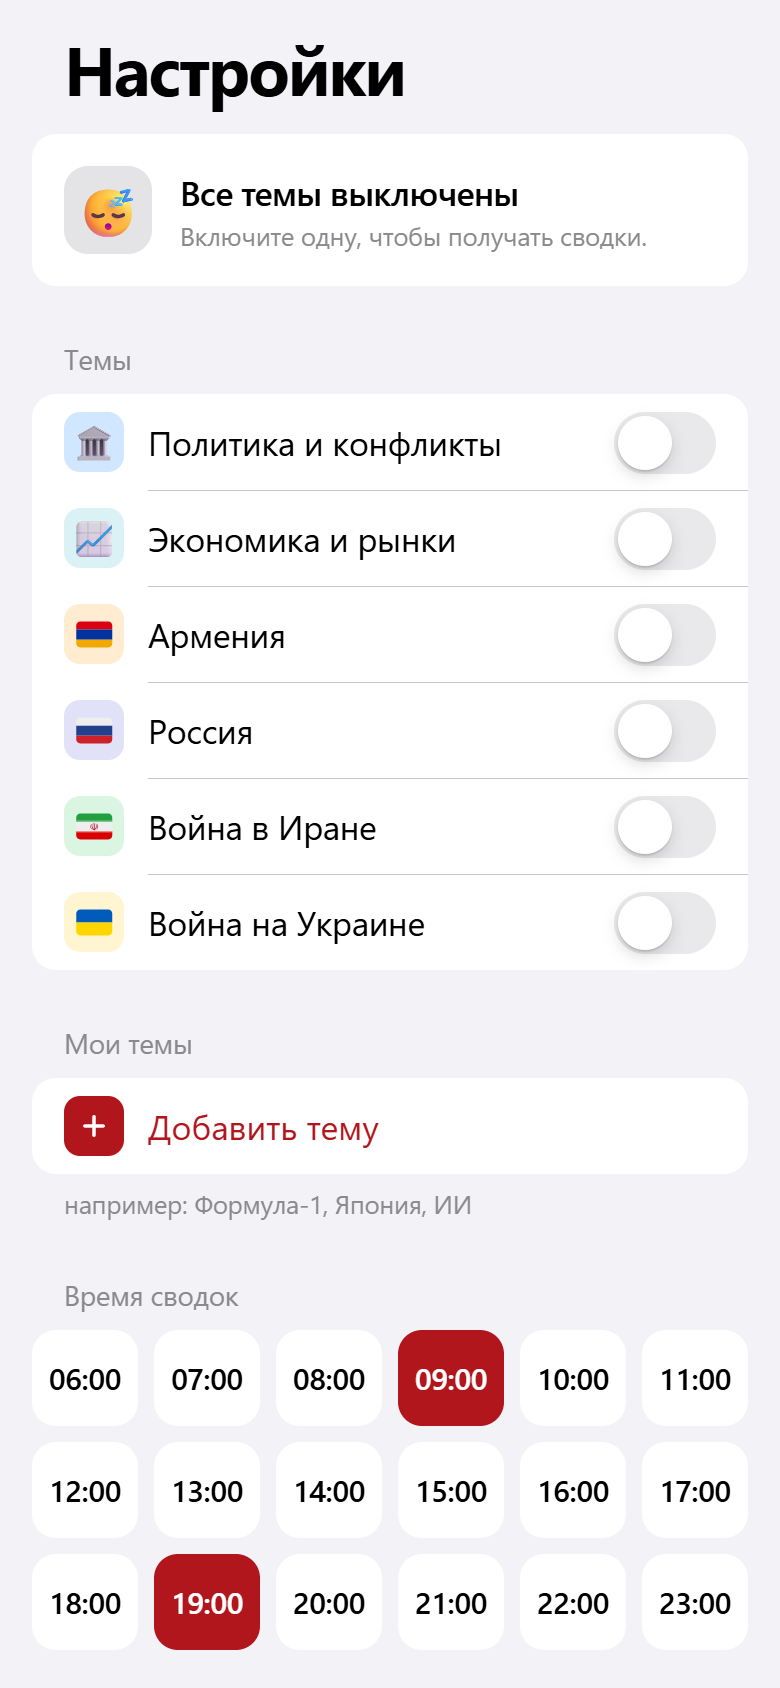 Настройки
Все темы выключены
Включите одну, чтобы получать сводки.
Темы
Политика и конфликты
Экономика и рынки
Армения
Россия
Война в Иране
Война на Украине
Мои темы
Добавить тему
например: Формула-1, Япония, ИИ
Время сводок
06:00 07:00 08:00 09:00 10:00 11:00
12:00 13:00 14:00 15:00 16:00 17:00
18:00 19:00 20:00 21:00 22:00 23:00